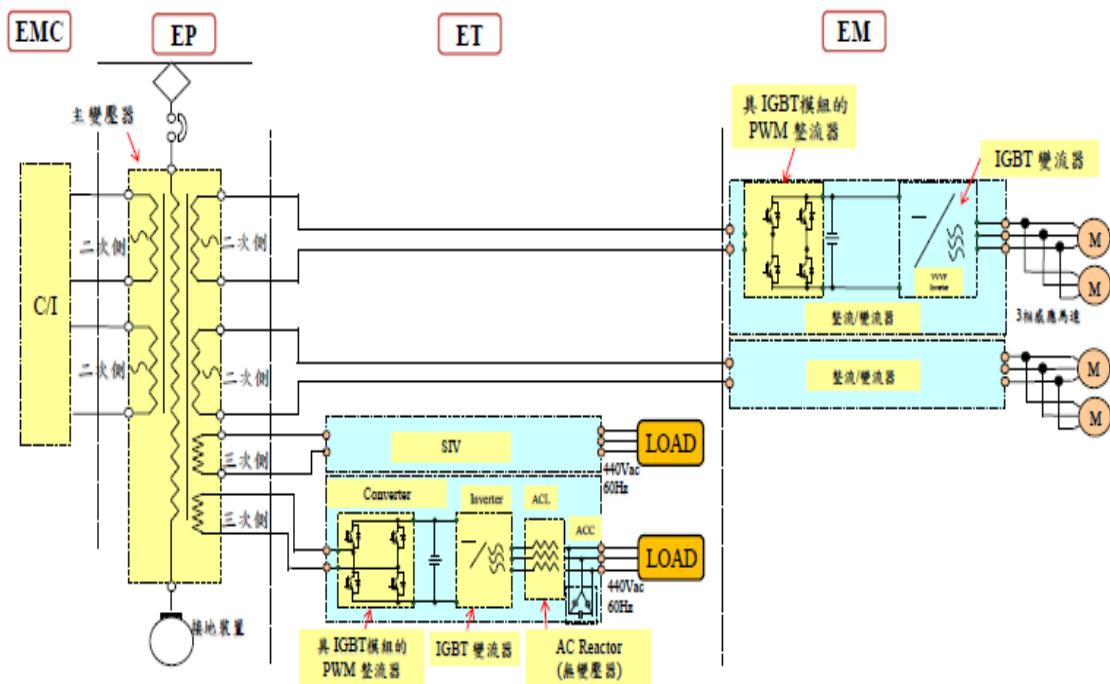 EMC
EP
ET
EM
主變壓器
具 IGBT模組的
PWM 整流器
IGBT 變流器
二次側
二次側
C/I
VVVF
Inverter
M
M
整流/變流器
3相感應馬達
二次側
二次側
整流/變流器
M
M
SIV
LOAD
三次側
440Vac
60Hz
Converter
Inverter
ACL
ACC
三次側
LOAD
440Vac
60Hz
接地裝置
具 IGBT模組的
PWM 整流器
IGBT 變流器
AC Reactor
(無變壓器)